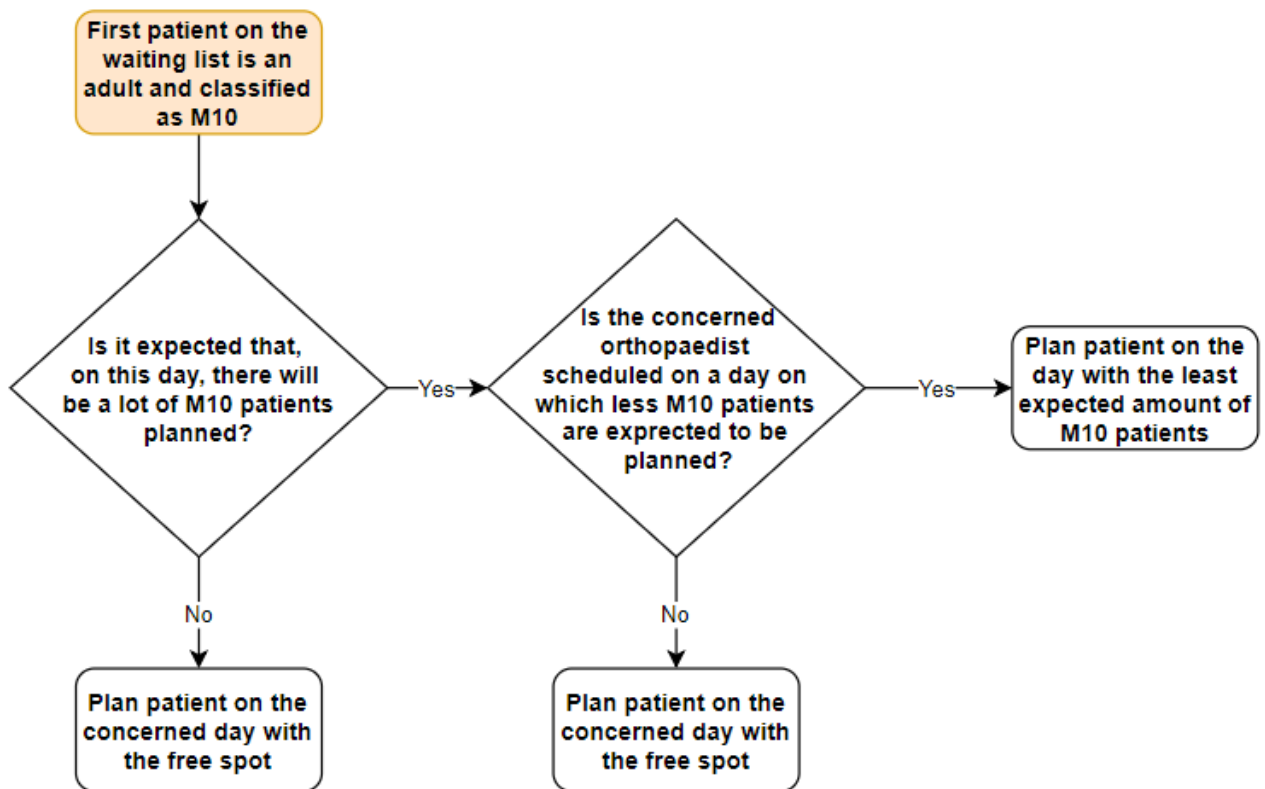 First patient on the
waiting list is an
adult and classified
as M10
Is it expected that,
on this day, there will
be a lot of M10 patients
planned?
Yes
Is the concerned
orthopaedist
scheduled on a day on
which less M10 patients
are exprected to be
planned?
Yes
Plan patient on the
day with the least
expected amount of
M10 patients
No
No
Plan patient on the
concerned day with
the free spot
Plan patient on the
concerned day with
the free spot